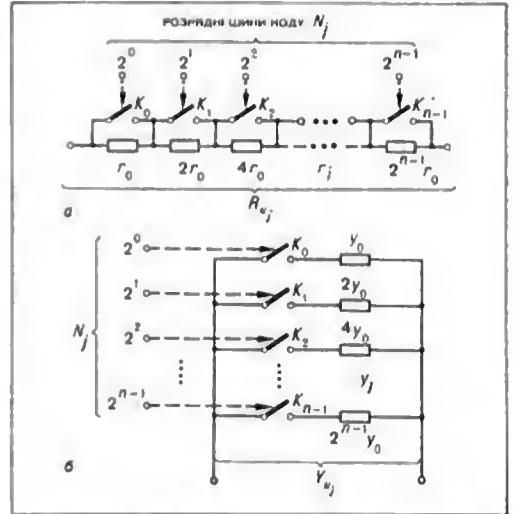 РОЗРЯДНІ ШИНИ КОДУ N_j
2^0 2^1 2^2 2^{n-1}
K_0 K_1 K_2 K_{n-1}
r_0 2r_0 4r_0 r_j 2^{n-1} r_0
R_{кj}
а
2^0 K_0 y_0
2^1 K_1 2y_0
N_j 2^2 K_2 4y_0
y_j
2^{n-1} K_{n-1} 2^{n-1} y_0
б
Y_{кj}